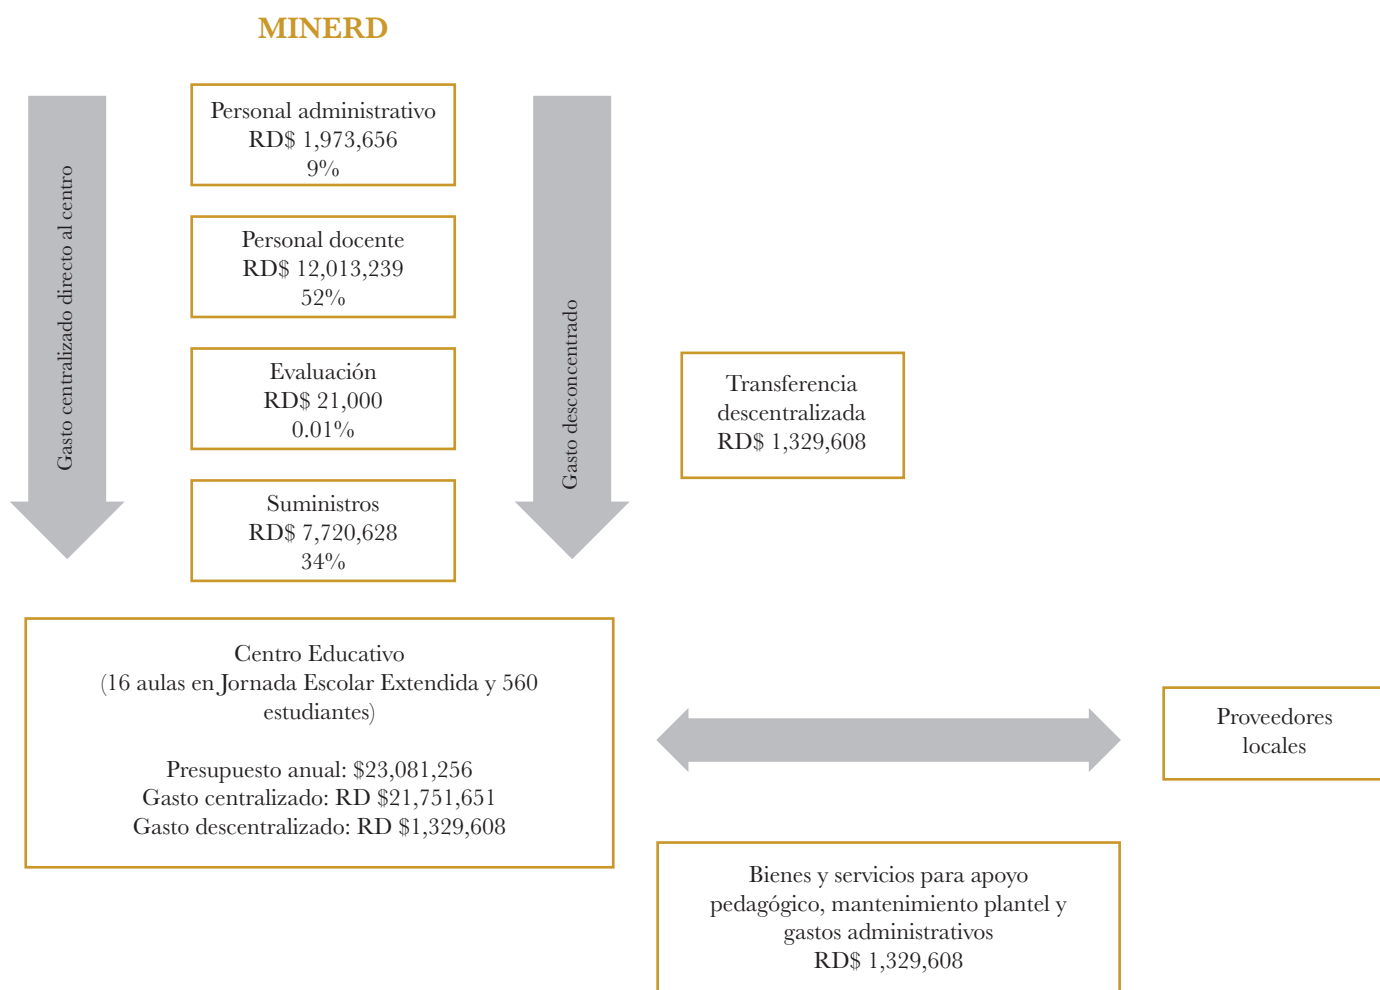 MINERD
Gasto centralizado directo al centro
Personal administrativo
RD$ 1,973,656
9%
Personal docente
RD$ 12,013,239
52%
Evaluación
RD$ 21,000
0.01%
Suministros
RD$ 7,720,628
34%
Gasto desconcentrado
Transferencia
descentralizada
RD$ 1,329,608
Centro Educativo
(16 aulas en Jornada Escolar Extendida y 560
estudiantes)
Presupuesto anual: $23,081,256
Gasto centralizado: RD $21,751,651
Gasto descentralizado: RD $1,329,608
Proveedores
locales
Bienes y servicios para apoyo
pedagógico, mantenimiento plantel y
gastos administrativos
RD$ 1,329,608